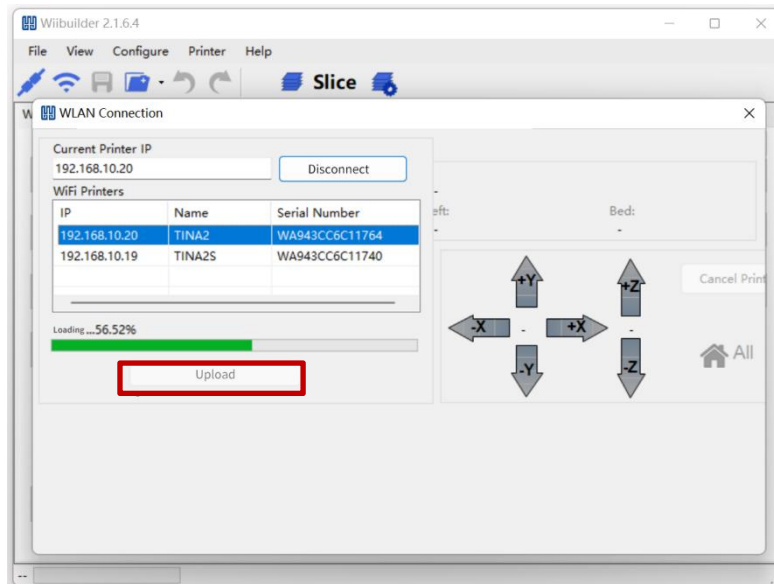 Wiibuilder 2.1.6.4
File View Configure Printer Help
Slice
W
WLAN Connection
Current Printer IP
192.168.10.20 Disconnect
WiFi Printers
IP Name Serial Number
192.168.10.20 TINA2 WA943CC6C11764
192.168.10.19 TINA2S WA943CC6C11740
Loading ...56.52%
Upload
-
eft: Bed:
- -
+Y +Z Cancel Print
-X - +X -
-Y -Z All
--